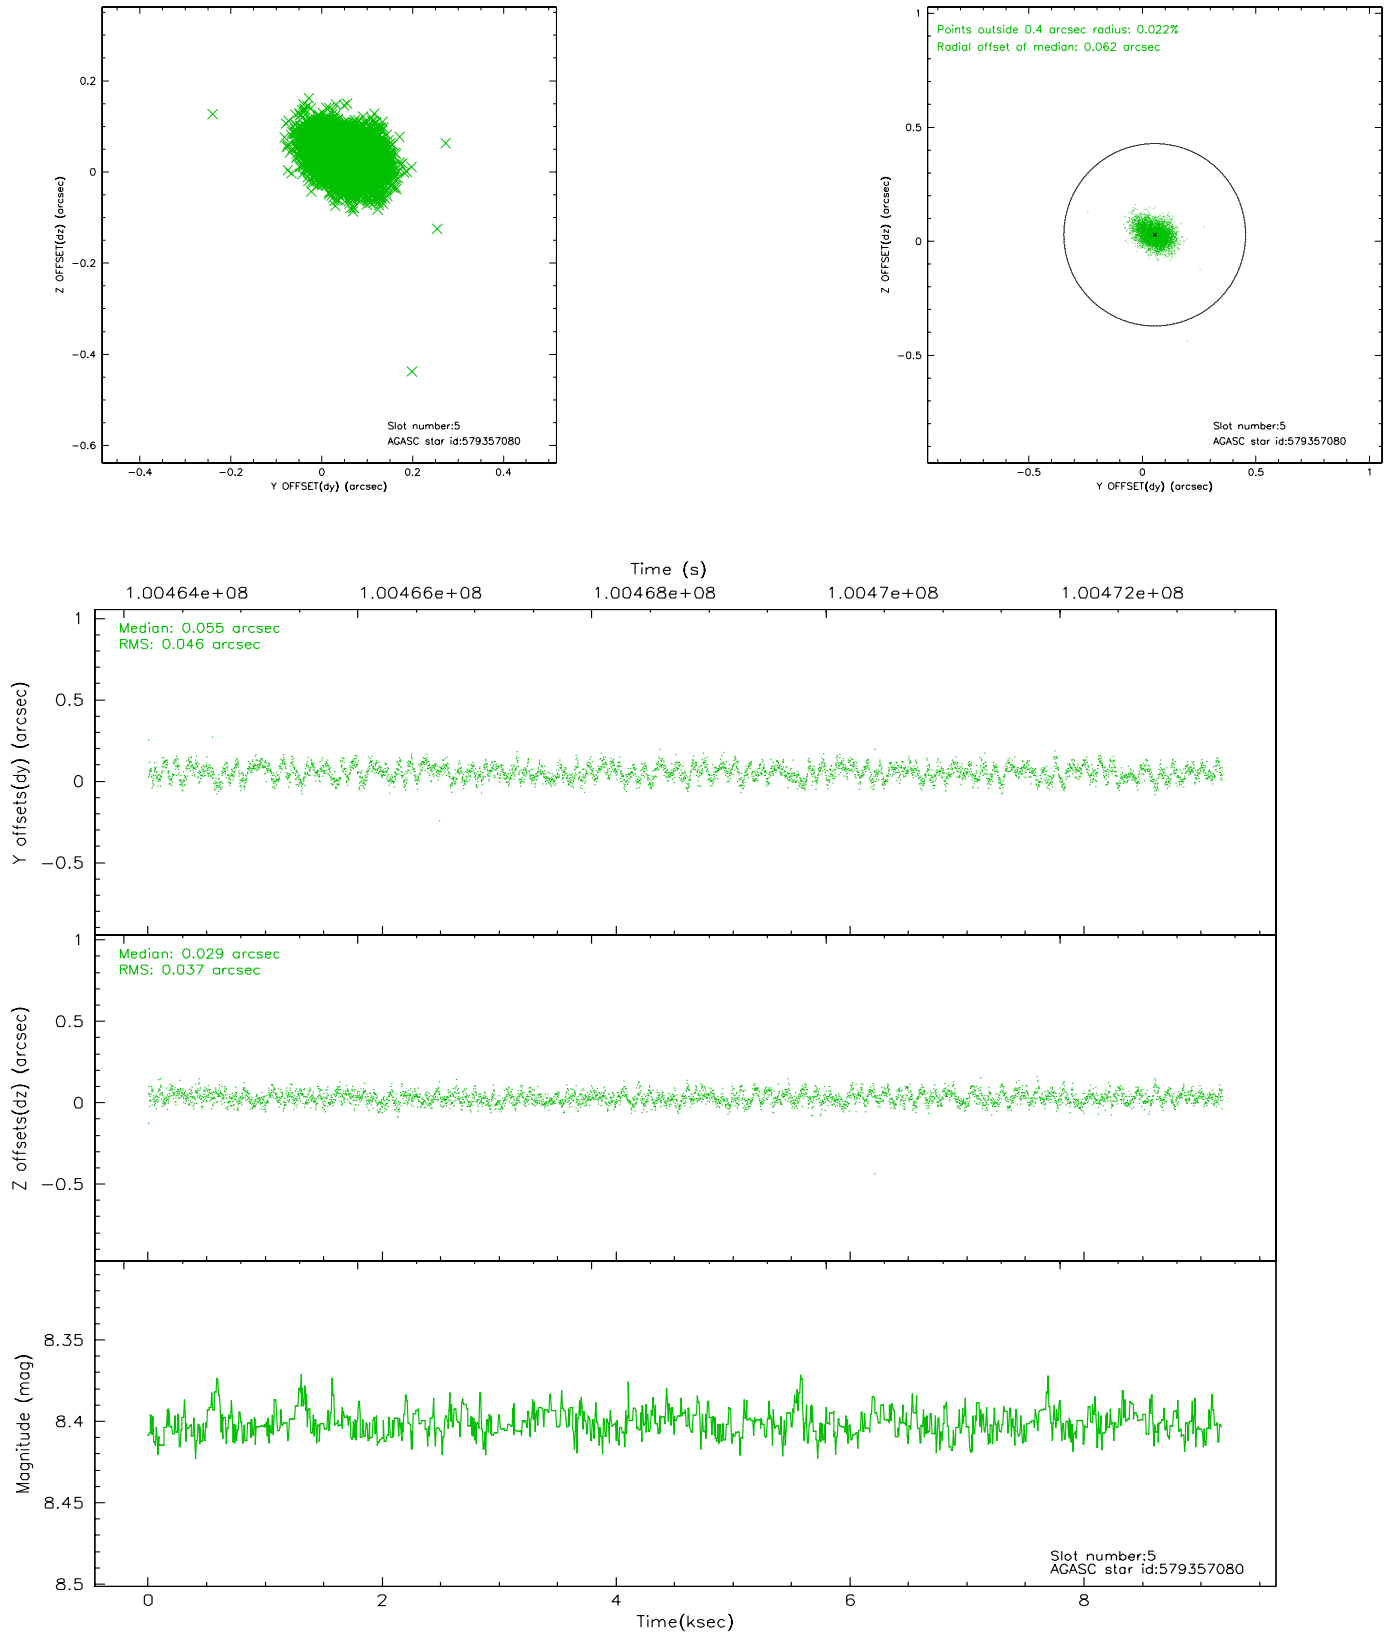 0.2
0
−0.2
−0.4
−0.6
Z OFFSET(dz) (arcsec)
Slot number:5
AGASC star id:579357080
−0.4 −0.2 0 0.2 0.4
Y OFFSET(dy) (arcsec)
Points outside 0.4 arcsec radius: 0.022%
Radial offset of median: 0.062 arcsec
1
0.5
0
−0.5
Z OFFSET(dz) (arcsec)
Slot number:5
AGASC star id:579357080
−0.5 0 0.5 1
Y OFFSET(dy) (arcsec)
Time (s)
1.00464e+08 1.00466e+08 1.00468e+08 1.0047e+08 1.00472e+08
Median: 0.055 arcsec
RMS: 0.046 arcsec
1
0.5
0
−0.5
Y offsets(dy) (arcsec)
Median: 0.029 arcsec
RMS: 0.037 arcsec
1
0.5
0
−0.5
Z offsets(dz) (arcsec)
8.35
8.4
8.45
8.5
Magnitude (mag)
Slot number:5
AGASC star id:579357080
0 2 4 6 8
Time(ksec)